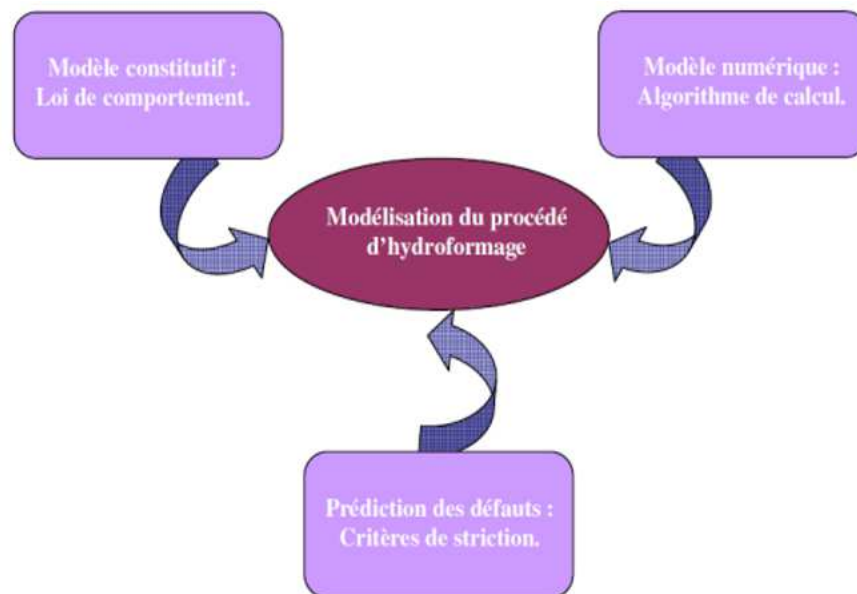 Modèle constitutif :
Loi de comportement.
Modèle numérique :
Algorithme de calcul.
Modélisation du procédé
d'hydroformage
Prédiction des défauts :
Critères de striction.